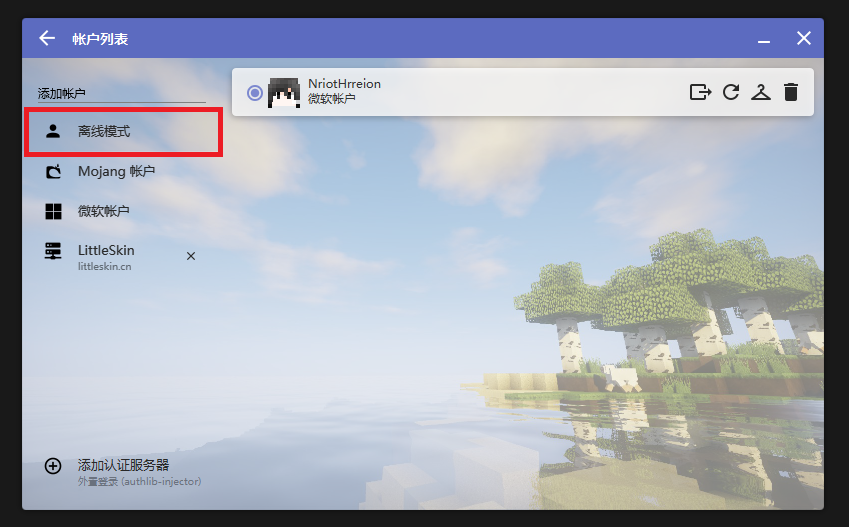 帐户列表
添加帐户
NriotHrreion
微软帐户
离线模式
Mojang 帐户
微软帐户
LittleSkin
littleskin.cn
添加认证服务器
外置登录 (authlib-injector)